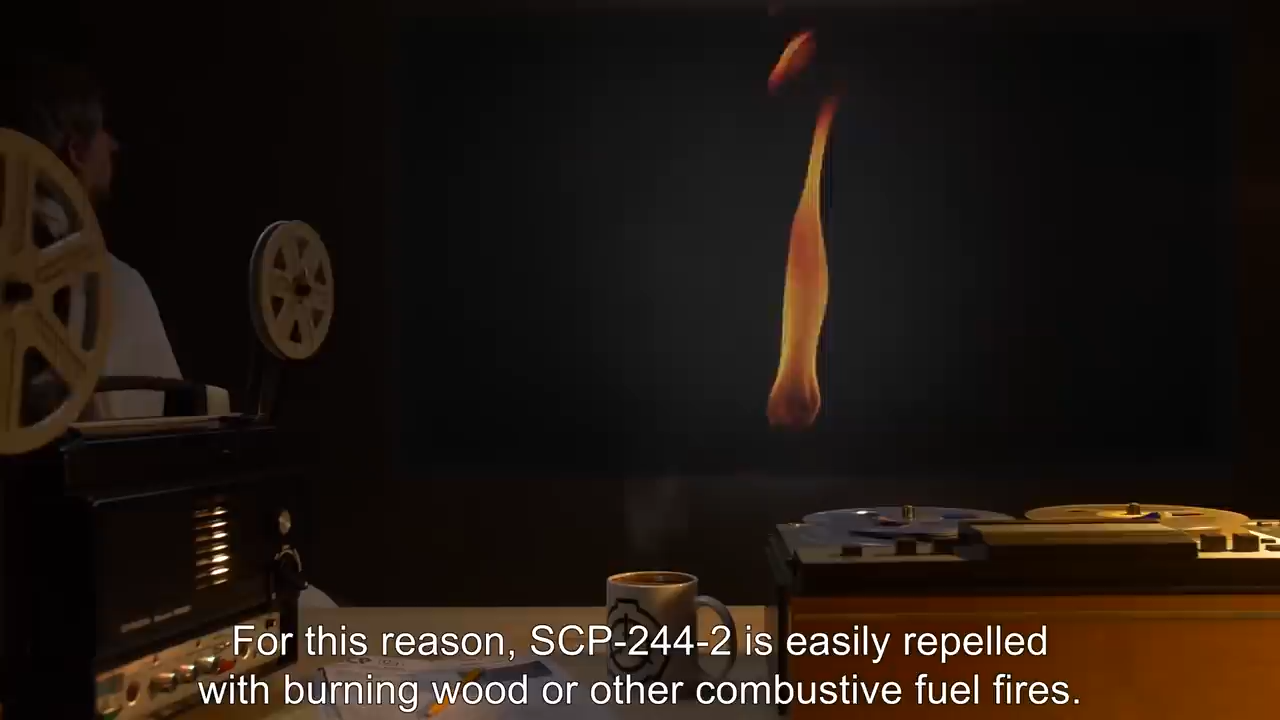 For this reason, SCP-244-2 is easily repelled
with burning wood or other combustive fuel fires.